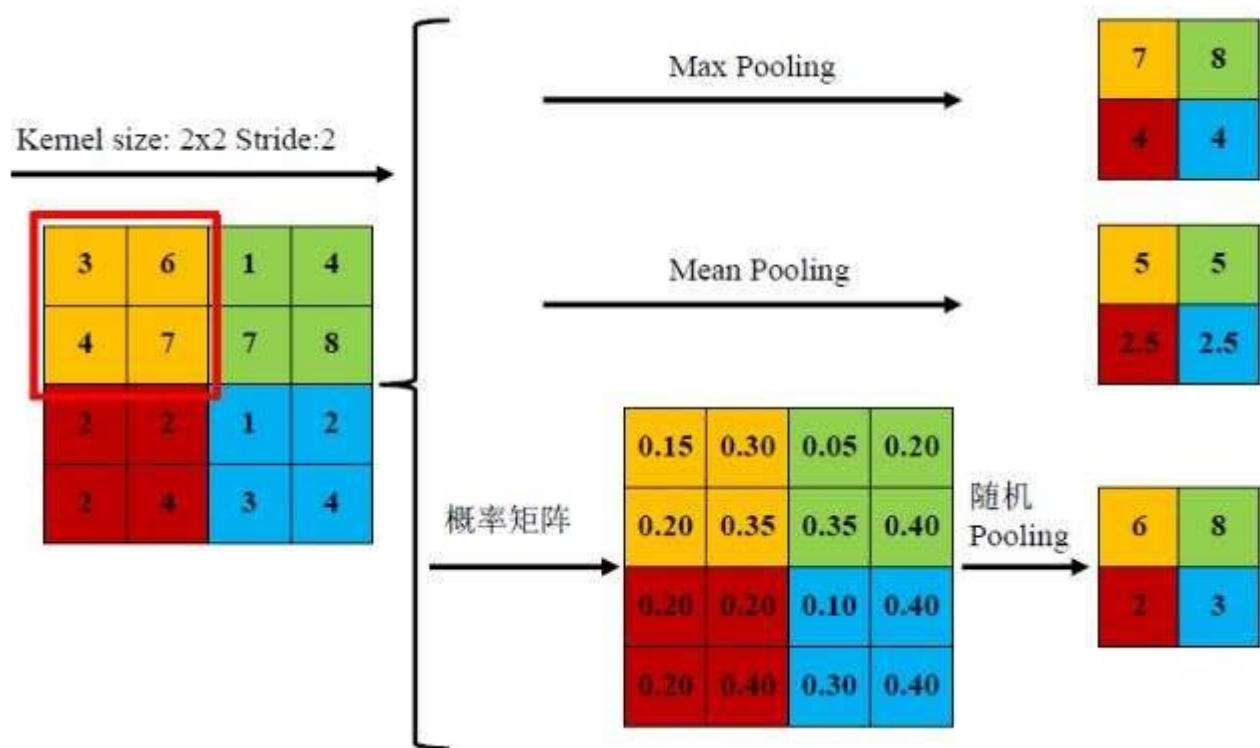 Kernel size: 2x2 Stride:2
3 6 1 4
4 7 7 8
2 2 1 2
2 4 3 4
Max Pooling
7 8
4 4
Mean Pooling
5 5
2.5 2.5
概率矩阵
0.15 0.30 0.05 0.20
0.20 0.35 0.35 0.40
0.20 0.20 0.10 0.40
0.20 0.40 0.30 0.40
随机
Pooling
6 8
2 3